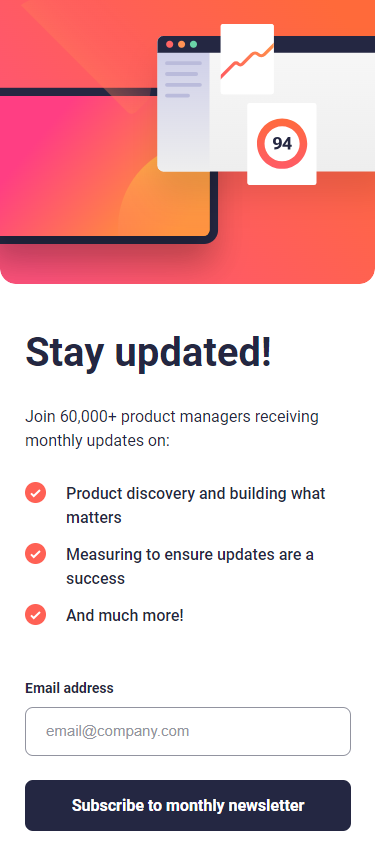 94
Stay updated!
Join 60,000+ product managers receiving
monthly updates on:
Product discovery and building what
matters
Measuring to ensure updates are a
success
And much more!
Email address
email@company.com
Subscribe to monthly newsletter